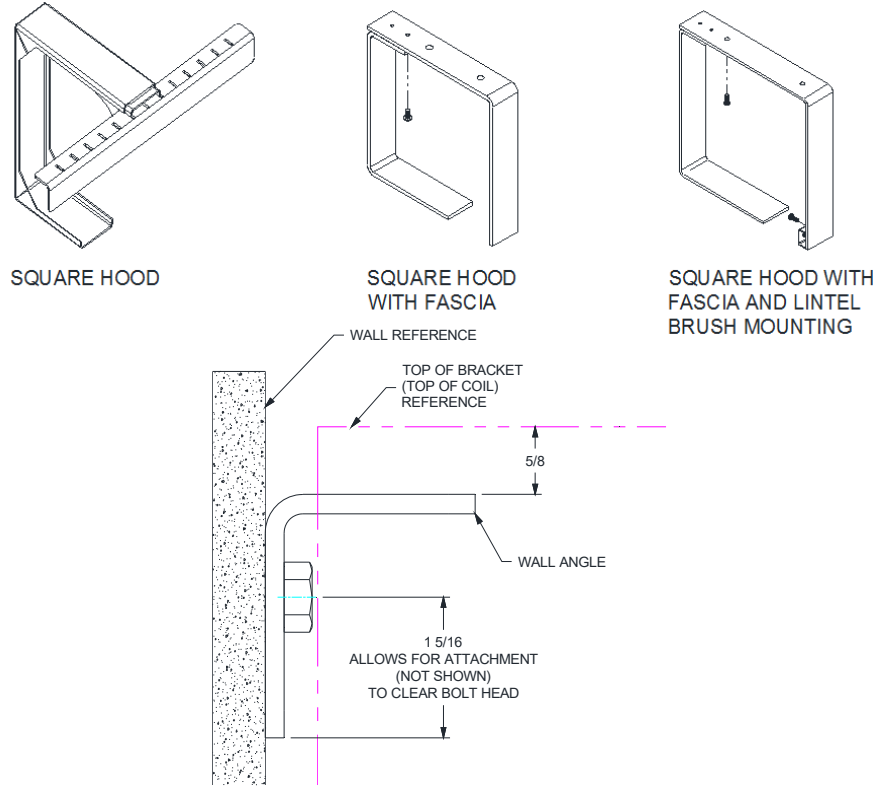 SQUARE HOOD
SQUARE HOOD
WITH FASCIA
SQUARE HOOD WITH
FASCIA AND LINTEL
BRUSH MOUNTING
WALL REFERENCE
TOP OF BRACKET
(TOP OF COIL)
REFERENCE
5/8
WALL ANGLE
1 5/16
ALLOWS FOR ATTACHMENT
(NOT SHOWN)
TO CLEAR BOLT HEAD